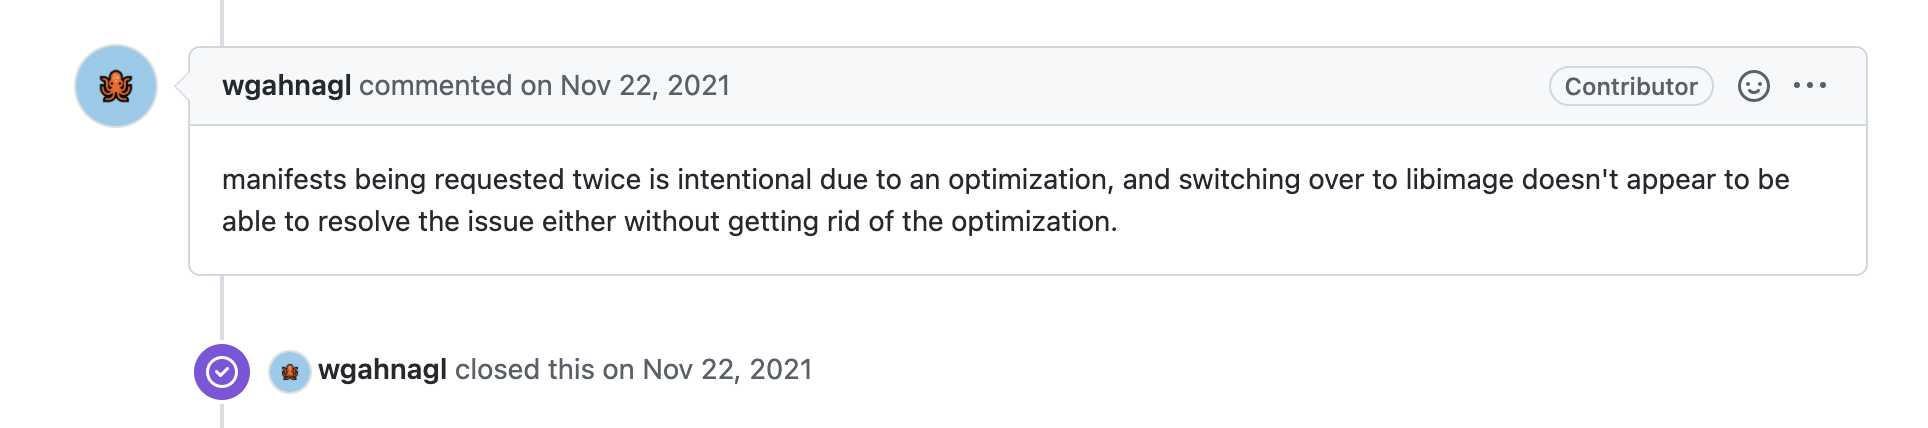 wgahnagl commented on Nov 22, 2021 Contributor
manifests being requested twice is intentional due to an optimization, and switching over to libimage doesn't appear to be
able to resolve the issue either without getting rid of the optimization.
wgahnagl closed this on Nov 22, 2021